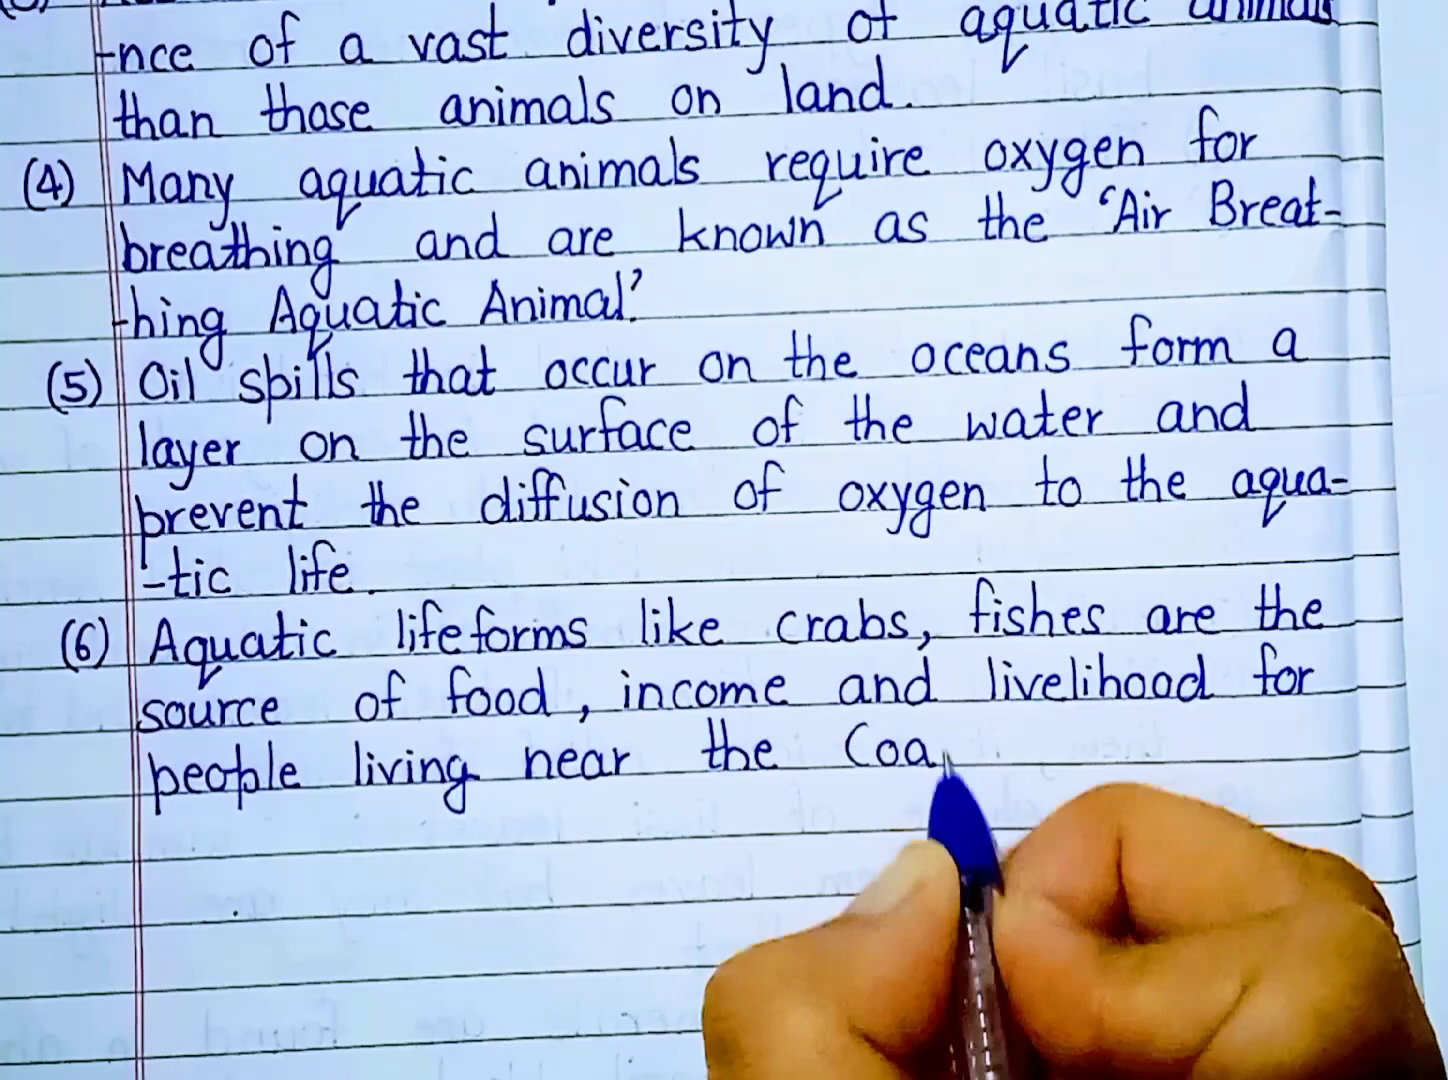 -nce of a vast diversity of aquatic animals
than those animals on land.
(4) Many aquatic animals require oxygen for
breathing and are known as the 'Air Breat-
-hing Aquatic Animal'.
(5) Oil spills that occur on the oceans form a
layer on the surface of the water and
prevent the diffusion of oxygen to the aqua-
-tic life.
(6) Aquatic lifeforms like crabs, fishes are the
source of food, income and livelihood for
people living near the Coa